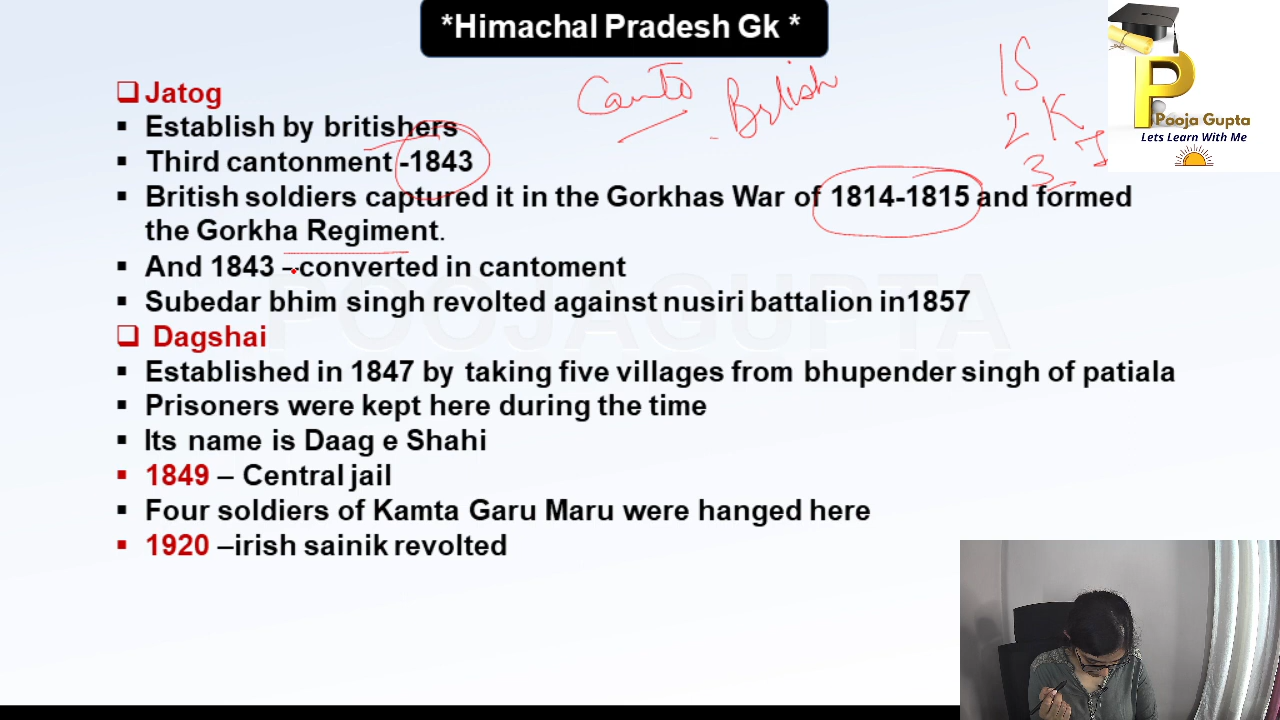 *Himachal Pradesh Gk *
Canto British
1S
2 K
3 J
P
Pooja Gupta
Lets Learn With Me
❑ Jatog
▪ Establish by britishers
▪ Third cantonment -1843
▪ British soldiers captured it in the Gorkhas War of 1814-1815 and formed
the Gorkha Regiment.
▪ And 1843 –converted in cantoment
▪ Subedar bhim singh revolted against nusiri battalion in1857
❑ Dagshai
▪ Established in 1847 by taking five villages from bhupender singh of patiala
▪ Prisoners were kept here during the time
▪ Its name is Daag e Shahi
▪ 1849 – Central jail
▪ Four soldiers of Kamta Garu Maru were hanged here
▪ 1920 –irish sainik revolted
POOJAGUPTA